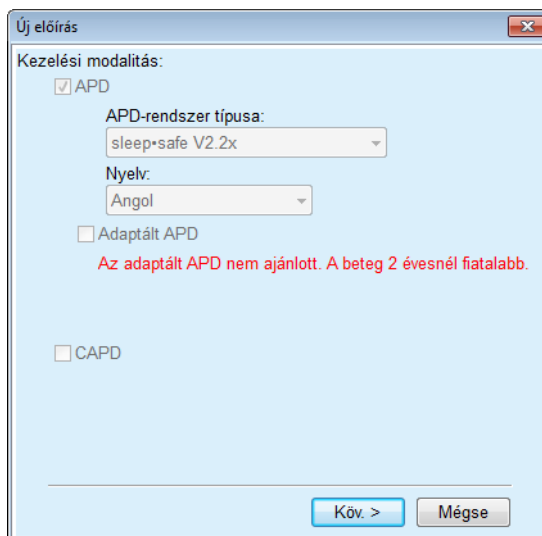 Új előírás
Kezelési modalitás:
APD
APD-rendszer típusa:
sleep•safe V2.2x
Nyelv:
Angol
Adaptált APD
Az adaptált APD nem ajánlott. A beteg 2 évesnél fiatalabb.
CAPD
Köv. >
Mégse